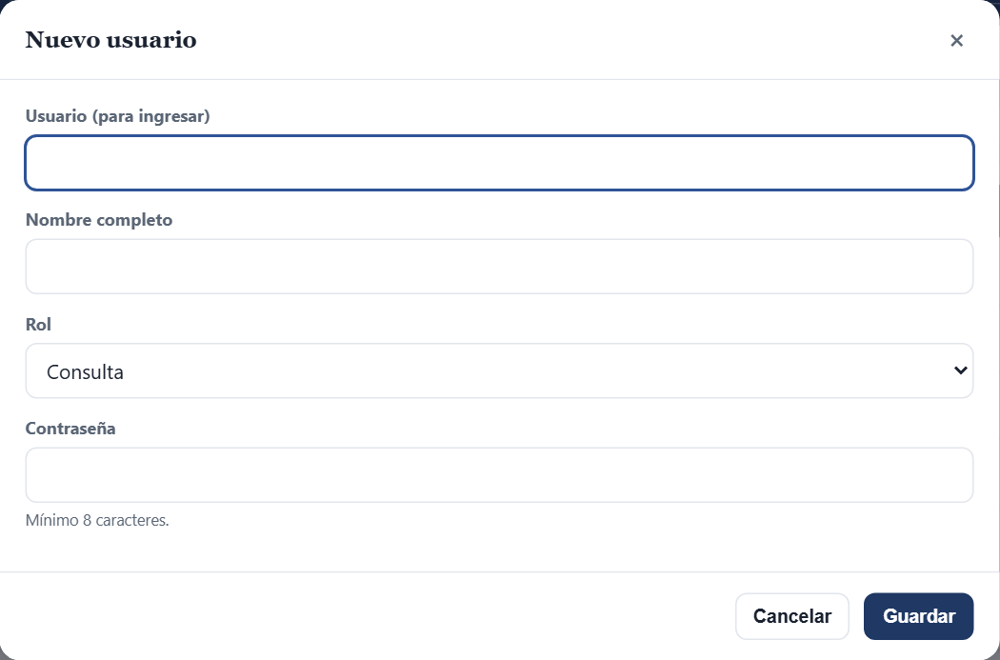 Nuevo usuario
×
Usuario (para ingresar)
Nombre completo
Rol
Consulta
Contraseña
Mínimo 8 caracteres.
Cancelar
Guardar